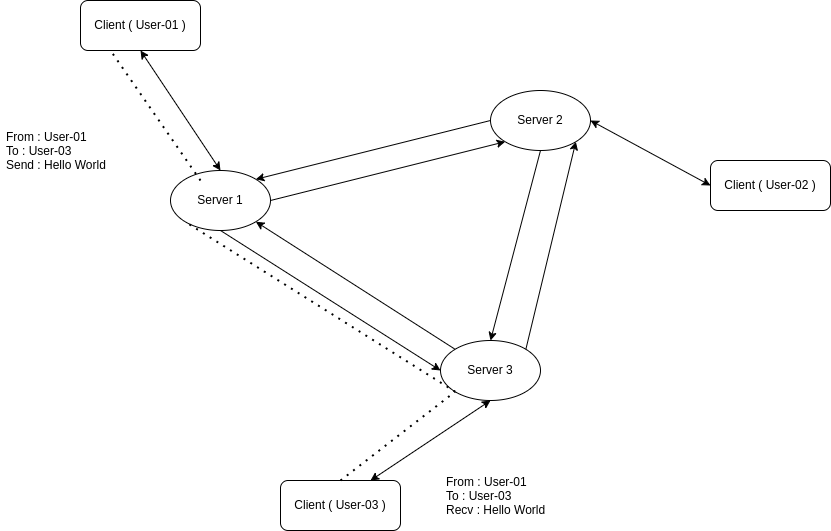 Client ( User-01 )
Server 2
From : User-01
To : User-03
Send : Hello World
Client ( User-02 )
Server 1
Server 3
Client ( User-03 )
From : User-01
To : User-03
Recv : Hello World